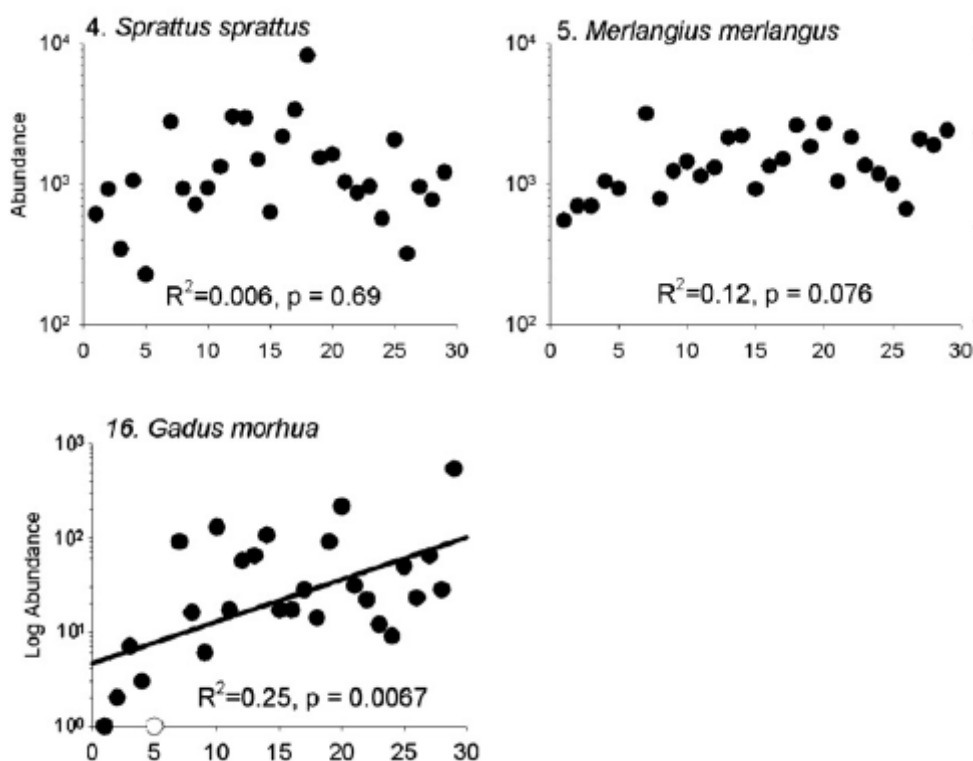 4. Sprattus sprattus
Abundance
10⁴
10³
10²
R²=0.006, p = 0.69
0 5 10 15 20 25 30
5. Merlangius merlangus
10⁴
10³
10²
R²=0.12, p = 0.076
0 5 10 15 20 25 30
16. Gadus morhua
Log Abundance
10³
10²
10¹
10⁰
R²=0.25, p = 0.0067
0 5 10 15 20 25 30